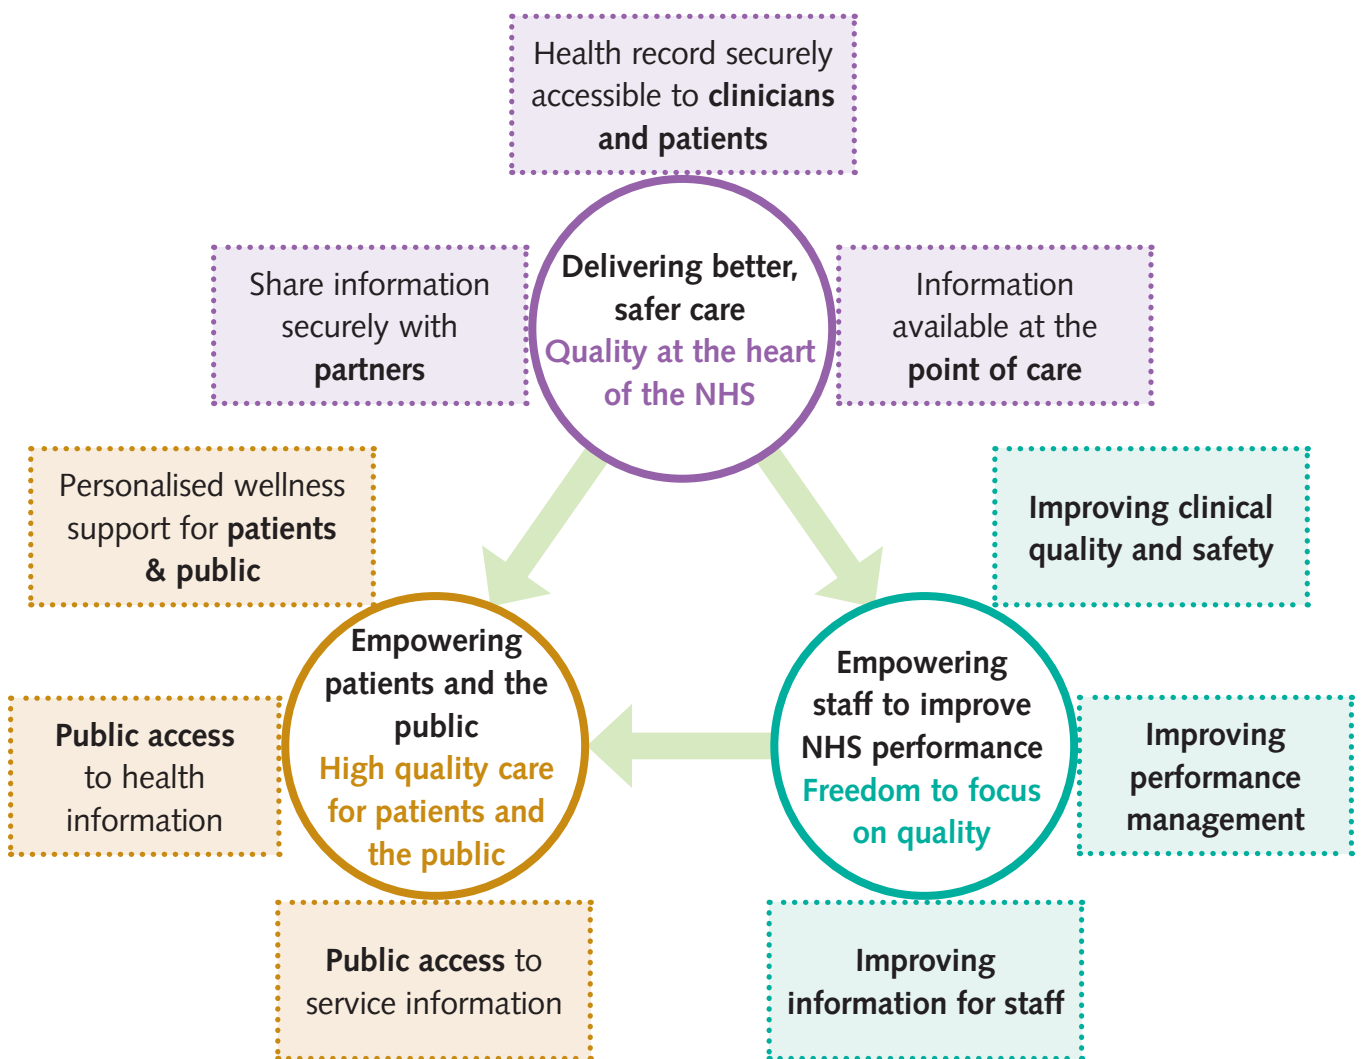 Health record securely
accessible to clinicians
and patients
Share information
securely with
partners
Delivering better,
safer care
Quality at the heart
of the NHS
Information
available at the
point of care
Personalised wellness
support for patients
& public
Improving clinical
quality and safety
Public access
to health
information
Empowering
patients and the
public
High quality care
for patients and
the public
Empowering
staff to improve
NHS performance
Freedom to focus
on quality
Improving
performance
management
Public access to
service information
Improving
information for staff